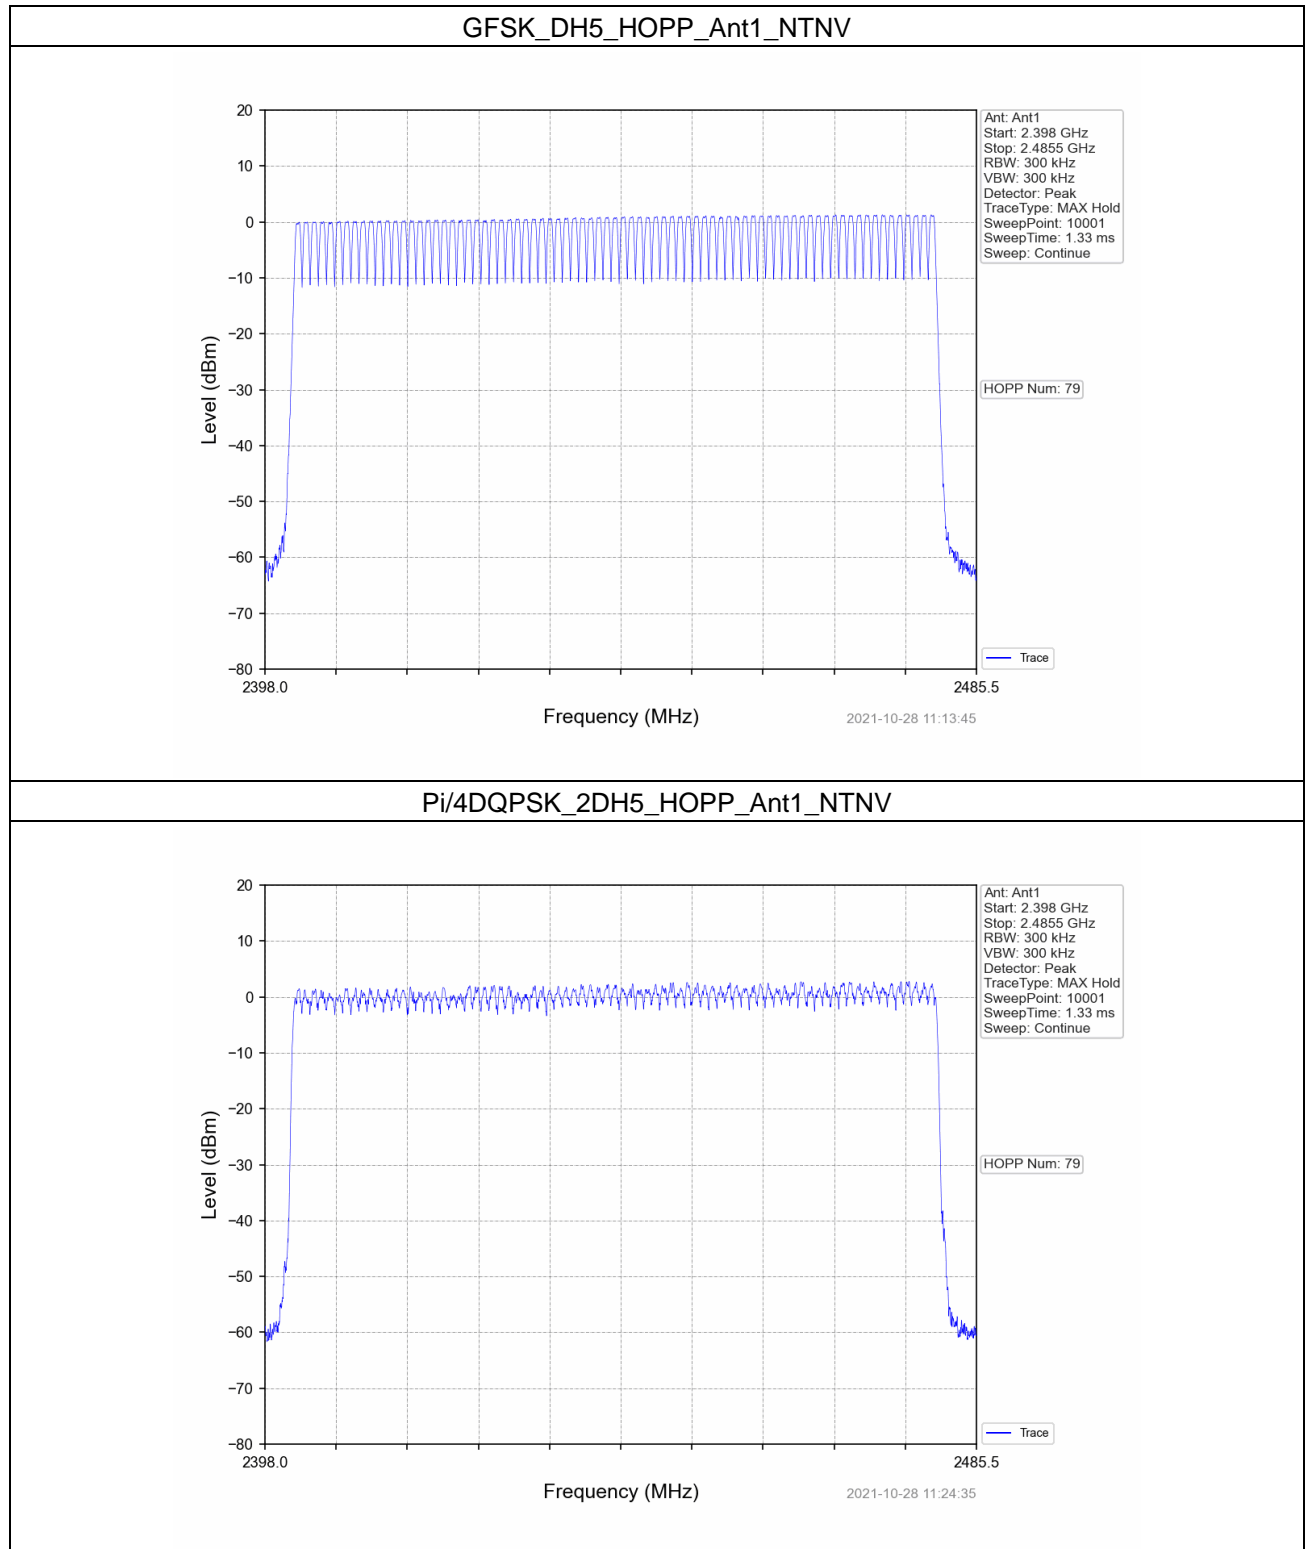 GFSK_DH5_HOPP_Ant1_NTNV
20
10
0
−10
−20
−30
−40
−50
−60
−70
−80
Level (dBm)
2398.0
2485.5
Frequency (MHz)
2021-10-28 11:13:45
Ant: Ant1
Start: 2.398 GHz
Stop: 2.4855 GHz
RBW: 300 kHz
VBW: 300 kHz
Detector: Peak
TraceType: MAX Hold
SweepPoint: 10001
SweepTime: 1.33 ms
Sweep: Continue
HOPP Num: 79
Trace
Pi/4DQPSK_2DH5_HOPP_Ant1_NTNV
20
10
0
−10
−20
−30
−40
−50
−60
−70
−80
Level (dBm)
2398.0
2485.5
Frequency (MHz)
2021-10-28 11:24:35
Ant: Ant1
Start: 2.398 GHz
Stop: 2.4855 GHz
RBW: 300 kHz
VBW: 300 kHz
Detector: Peak
TraceType: MAX Hold
SweepPoint: 10001
SweepTime: 1.33 ms
Sweep: Continue
HOPP Num: 79
Trace